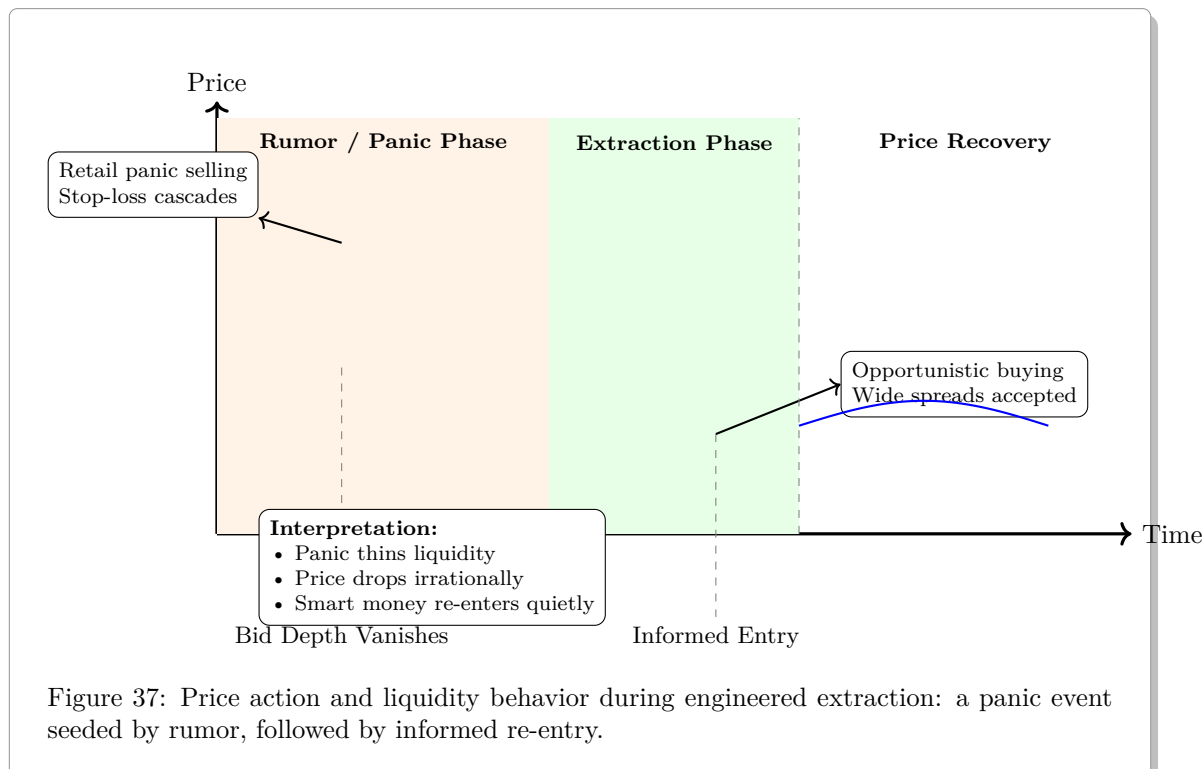 Price
Rumor / Panic Phase
Extraction Phase
Price Recovery
Retail panic selling
Stop-loss cascades
Opportunistic buying
Wide spreads accepted
Time
Interpretation:
• Panic thins liquidity
• Price drops irrationally
• Smart money re-enters quietly
Bid Depth Vanishes
Informed Entry
Figure 37: Price action and liquidity behavior during engineered extraction: a panic event
seeded by rumor, followed by informed re-entry.